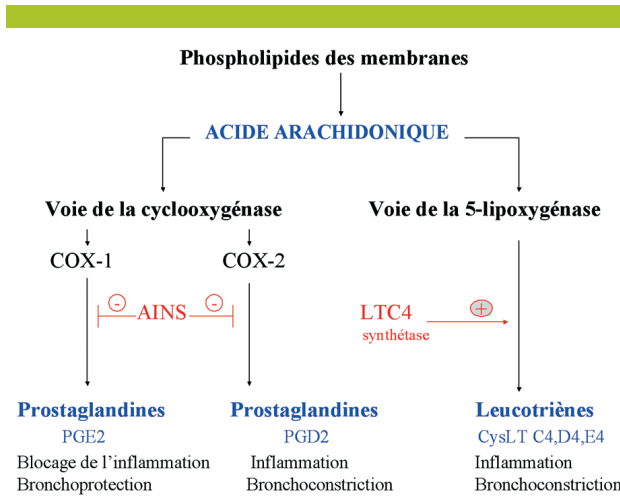 Phospholipides des membranes
ACIDE ARACHIDONIQUE
Voie de la cyclooxygénase
Voie de la 5-lipoxygénase
COX-1
COX-2
- AINS -
LTC4
synthétase
+
Prostaglandines
PGE2
Blocage de l’inflammation
Bronchoprotection
Prostaglandines
PGD2
Inflammation
Bronchoconstriction
Leucotriènes
CysLT C4,D4,E4
Inflammation
Bronchoconstriction